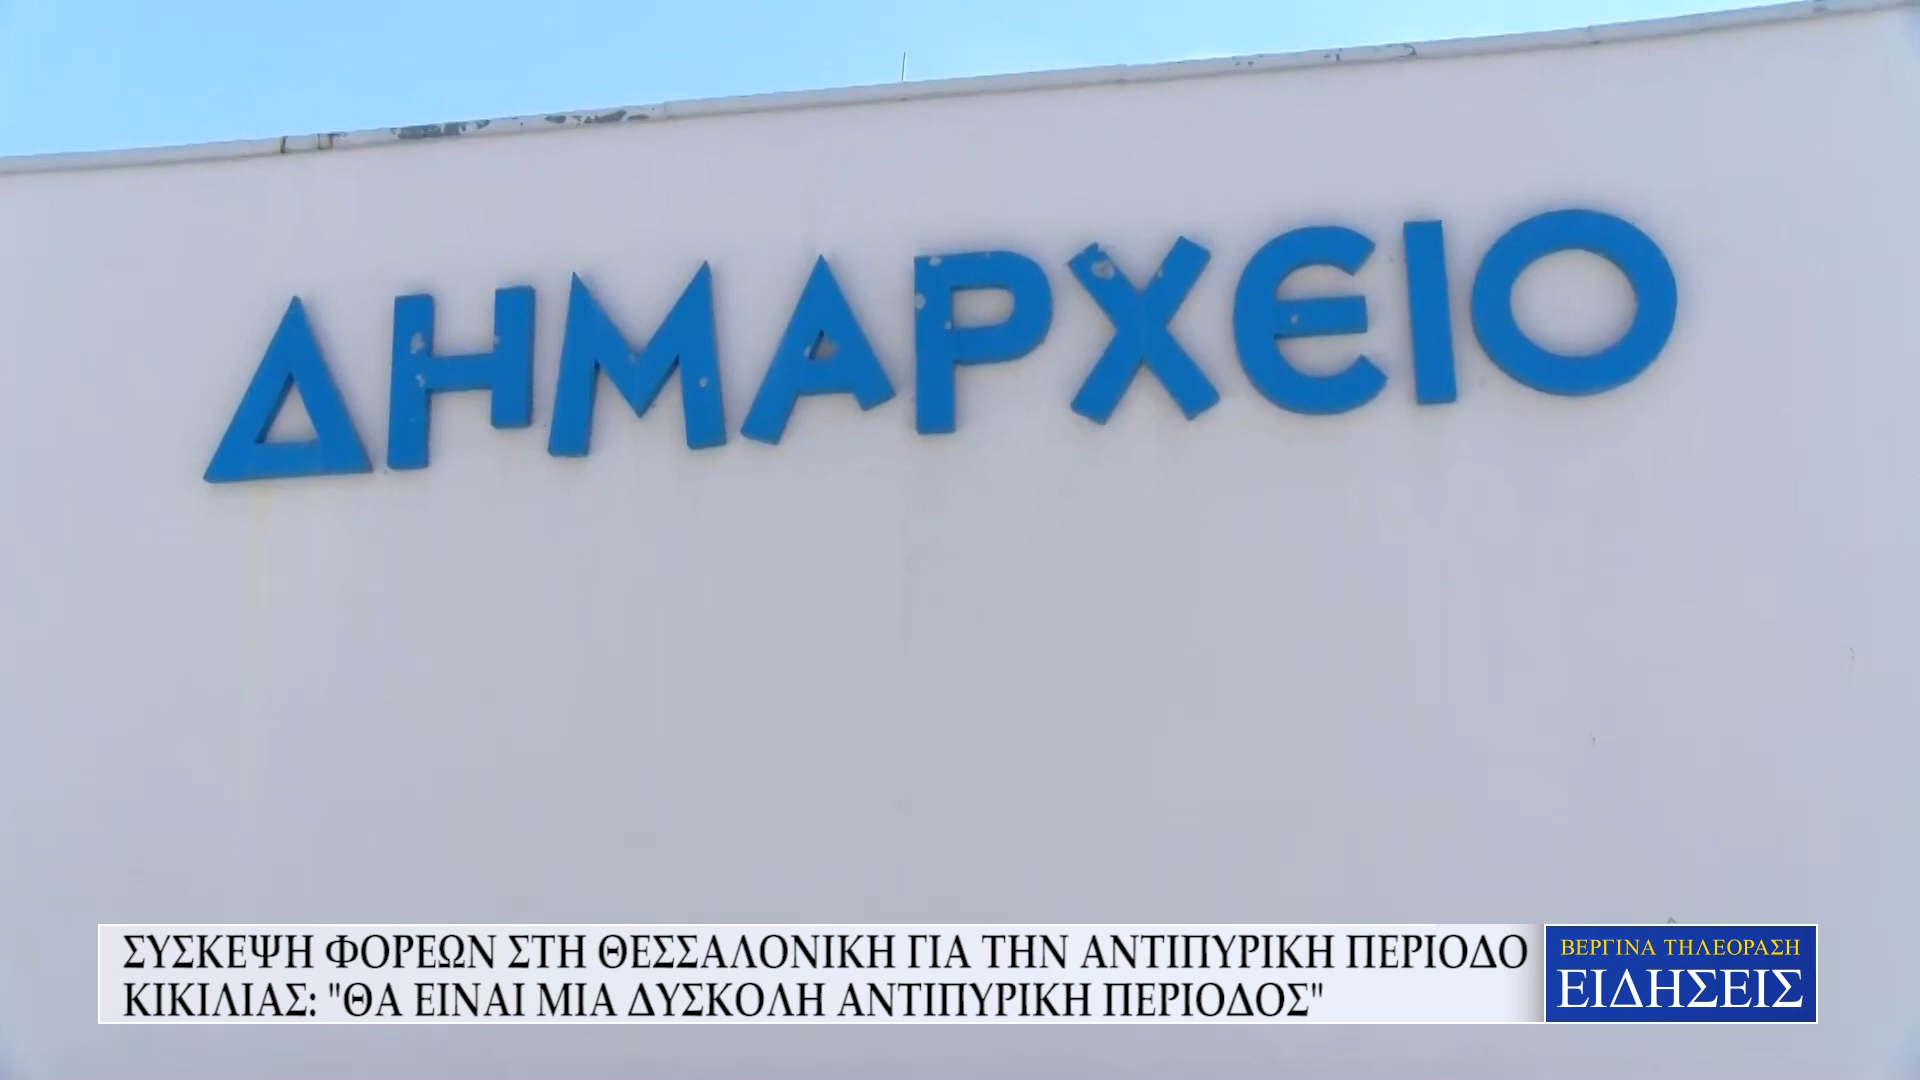 ΔΗΜΑΡΧΕΙΟ
ΣΥΣΚΕΨΗ ΦΟΡΕΩΝ ΣΤΗ ΘΕΣΣΑΛΟΝΙΚΗ ΓΙΑ ΤΗΝ ΑΝΤΙΠΥΡΙΚΗ ΠΕΡΙΟΔΟ
ΚΙΚΙΛΙΑΣ: "ΘΑ ΕΙΝΑΙ ΜΙΑ ΔΥΣΚΟΛΗ ΑΝΤΙΠΥΡΙΚΗ ΠΕΡΙΟΔΟΣ"
ΒΕΡΓΙΝΑ ΤΗΛΕΟΡΑΣΗ
ΕΙΔΗΣΕΙΣ